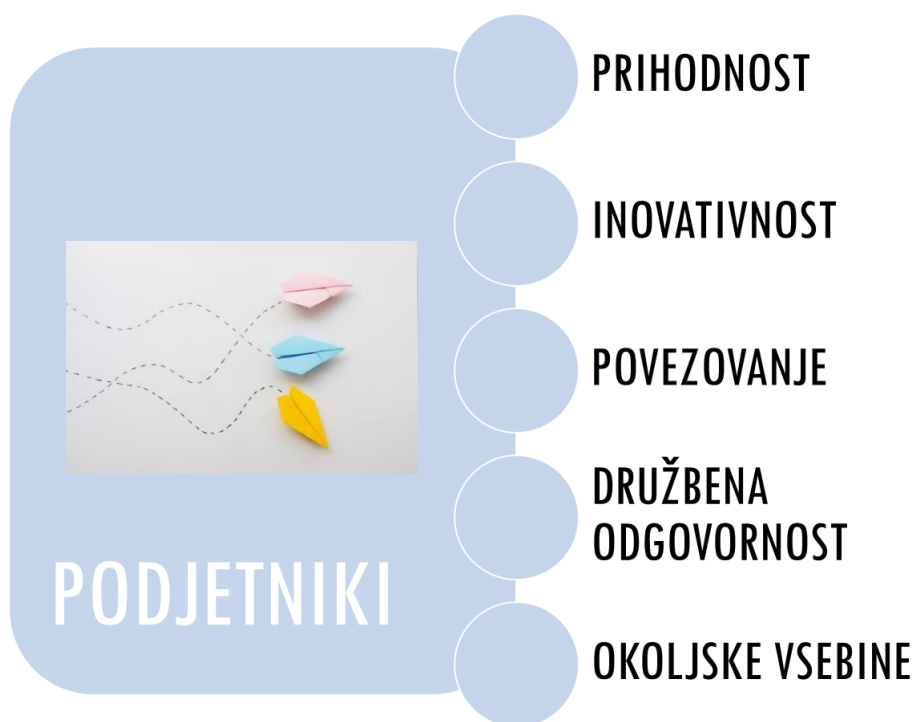 PRIHODNOST
INOVATIVNOST
POVEZOVANJE
DRUŽBENA
ODGOVORNOST
PODJETNIKI
OKOLJSKE VSEBINE